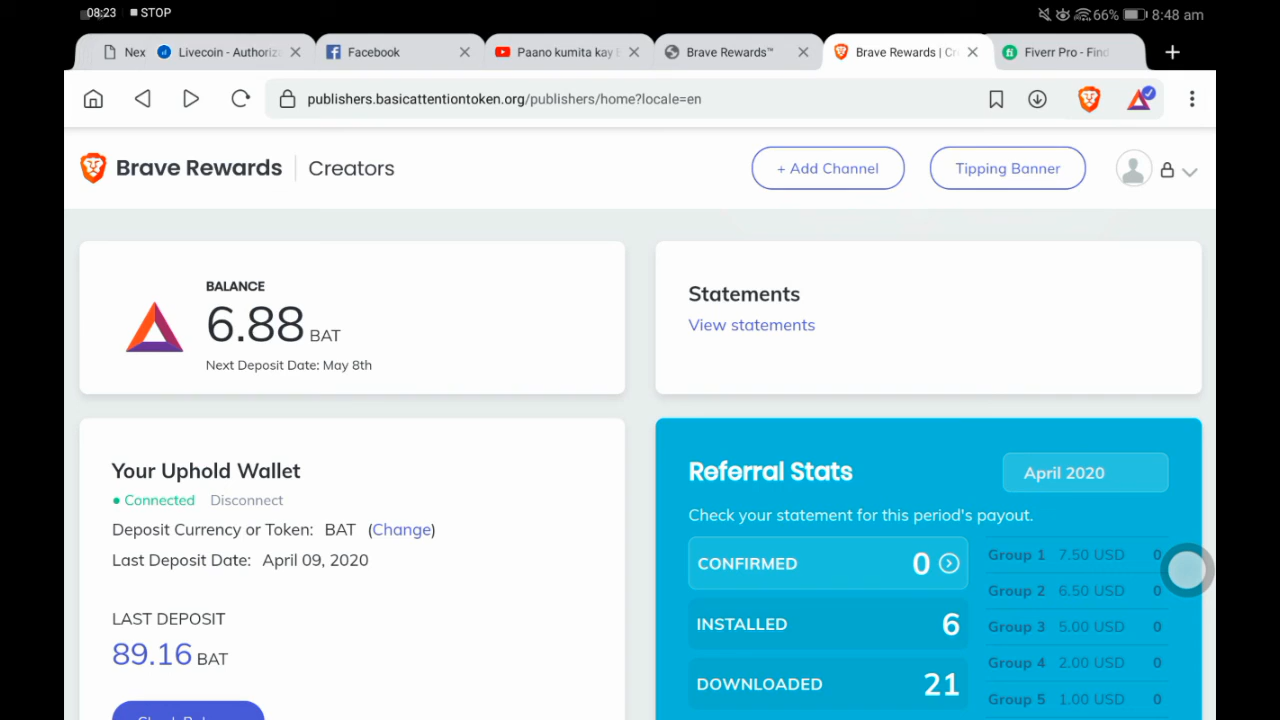 08:23 STOP 66% 8:48 am
Nex Livecoin - Authoriza Facebook Paano kumita kay Brave Rewards™ Brave Rewards | Cr Fiverr Pro - Find
publishers.basicattentiontoken.org/publishers/home?locale=en
Brave Rewards Creators + Add Channel Tipping Banner
BALANCE
6.88 BAT
Next Deposit Date: May 8th
Statements
View statements
Your Uphold Wallet
Connected Disconnect
Deposit Currency or Token: BAT (Change)
Last Deposit Date: April 09, 2020
LAST DEPOSIT
89.16 BAT
Referral Stats April 2020
Check your statement for this period's payout.
CONFIRMED 0
INSTALLED 6
DOWNLOADED 21
Group 1 7.50 USD 0
Group 2 6.50 USD 0
Group 3 5.00 USD 0
Group 4 2.00 USD 0
Group 5 1.00 USD 0